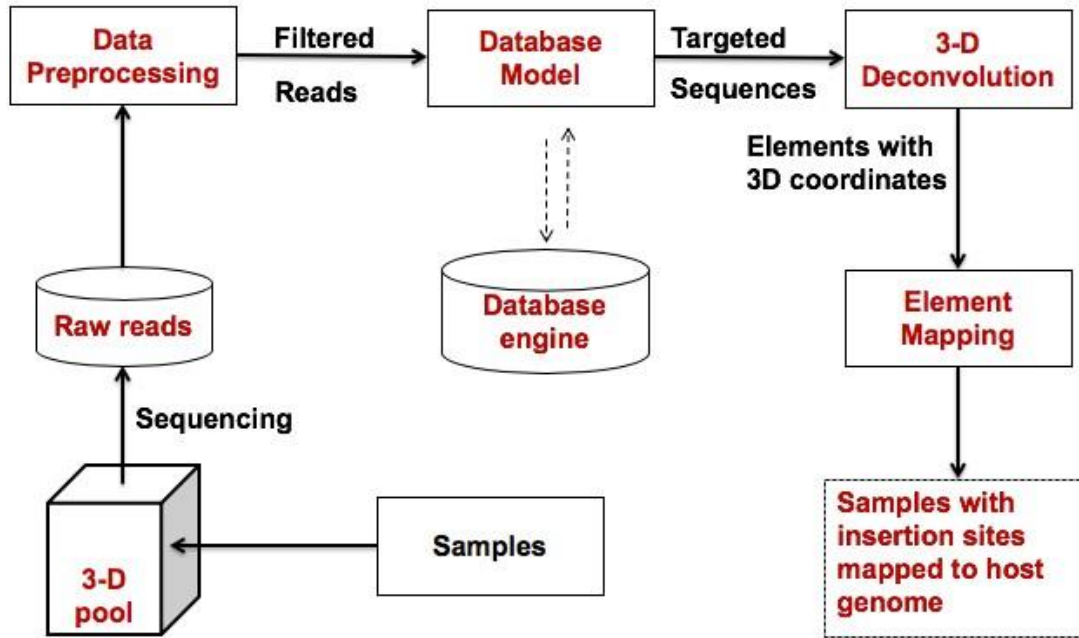 Data
Preprocessing
Filtered
Reads
Database
Model
Targeted
Sequences
3-D
Deconvolution
Elements with
3D coordinates
Raw reads
Database
engine
Element
Mapping
Sequencing
3-D
pool
Samples
Samples with
insertion sites
mapped to host
genome